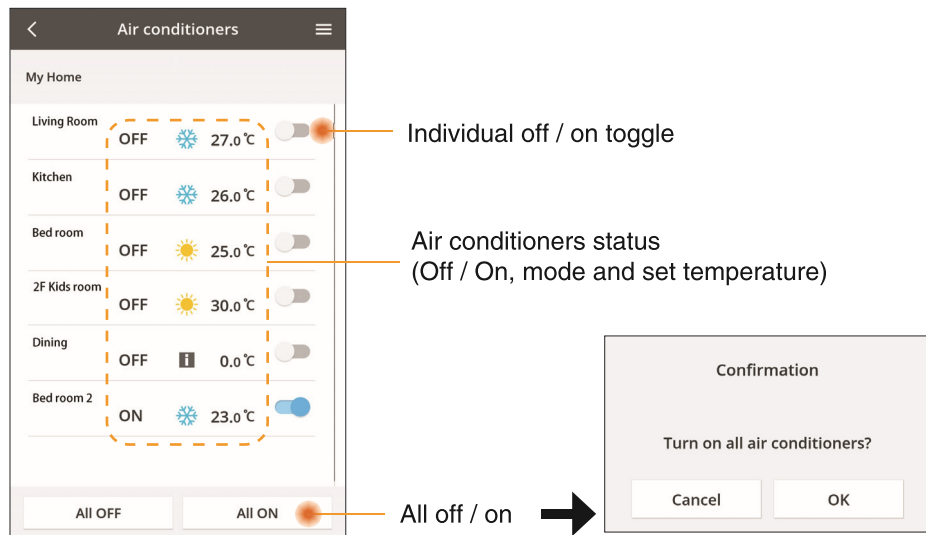 Air conditioners
My Home
Living Room
OFF 27.0 ℃
Individual off / on toggle
Kitchen
OFF 26.0 ℃
Bed room
OFF 25.0 ℃
Air conditioners status
(Off / On, mode and set temperature)
2F Kids room
OFF 30.0 ℃
Dining
OFF i 0.0 ℃
Bed room 2
ON 23.0 ℃
All OFF All ON
All off / on
Confirmation
Turn on all air conditioners?
Cancel OK